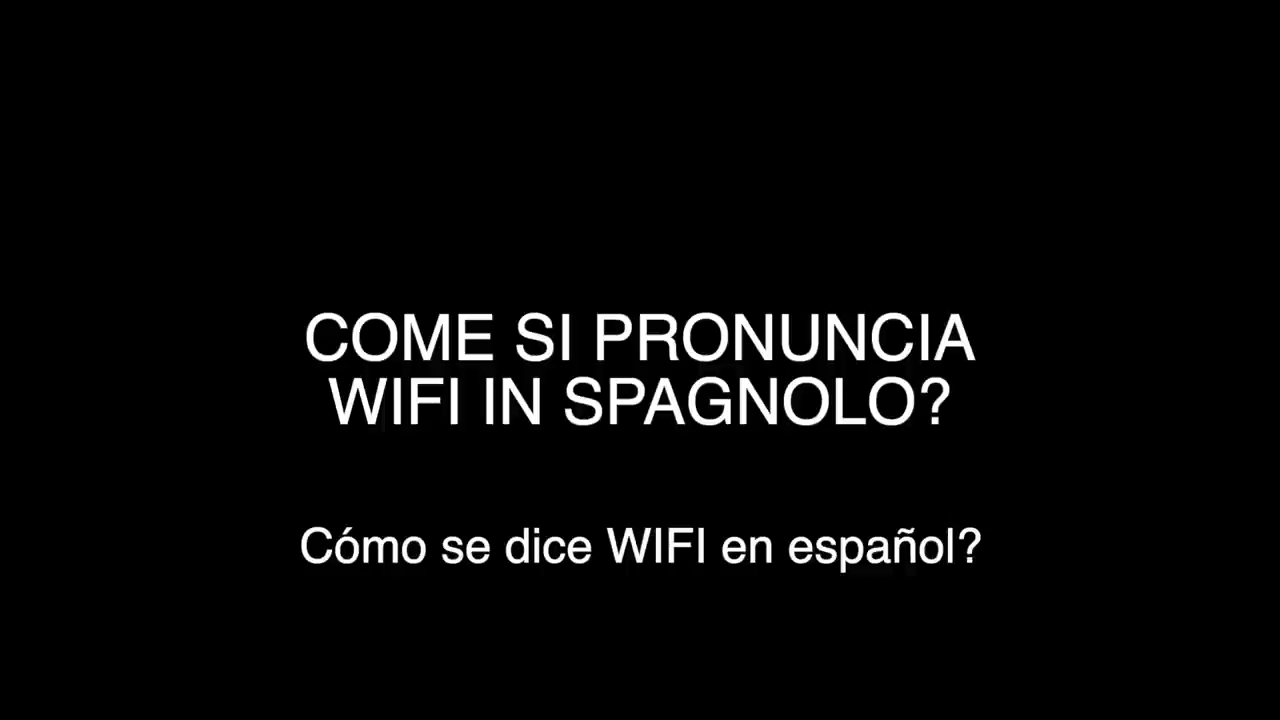 COME SI PRONUNCIA
WIFI IN SPAGNOLO?
Cómo se dice WIFI en español?